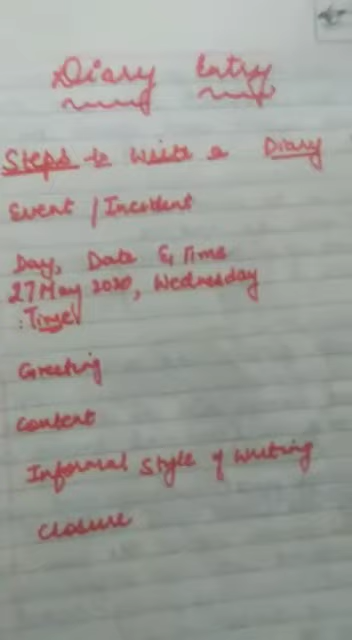 Diary Entry
Steps to Write a Diary
Event / Incident
Day, Date & Time
27 May 2020, Wednesday
:Time
Greeting
Content
Informal Style of Writing
Closure